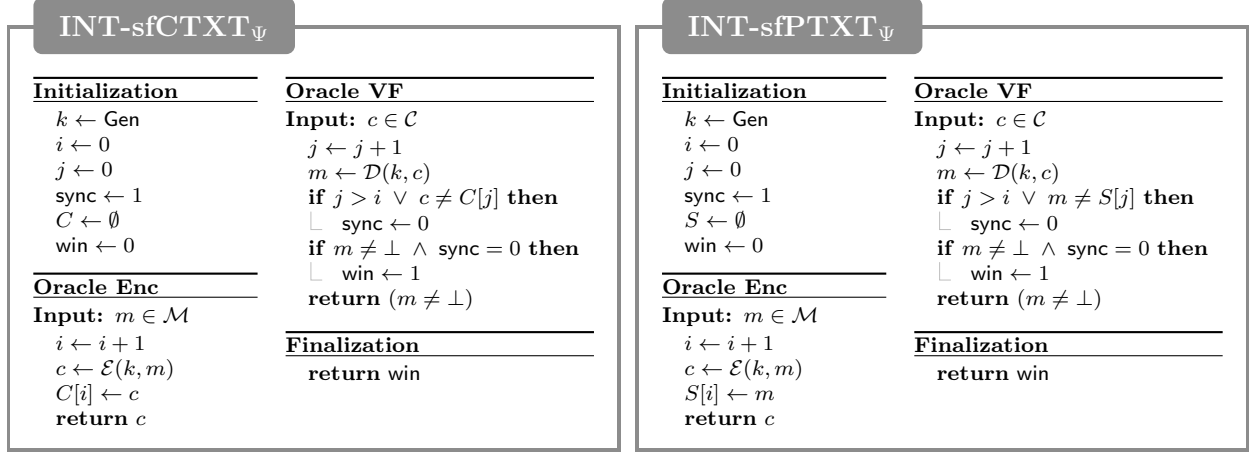 INT-sfCTXT_Ψ
Initialization
k ← Gen
i ← 0
j ← 0
sync ← 1
C ← ∅
win ← 0
Oracle Enc
Input: m ∈ ℳ
i ← i + 1
c ← ℰ(k, m)
C[i] ← c
return c
Oracle VF
Input: c ∈ 𝒞
j ← j + 1
m ← 𝒟(k, c)
if j > i ∨ c ≠ C[j] then
sync ← 0
if m ≠ ⊥ ∧ sync = 0 then
win ← 1
return (m ≠ ⊥)
Finalization
return win
INT-sfPTXT_Ψ
Initialization
k ← Gen
i ← 0
j ← 0
sync ← 1
S ← ∅
win ← 0
Oracle Enc
Input: m ∈ ℳ
i ← i + 1
c ← ℰ(k, m)
S[i] ← m
return c
Oracle VF
Input: c ∈ 𝒞
j ← j + 1
m ← 𝒟(k, c)
if j > i ∨ m ≠ S[j] then
sync ← 0
if m ≠ ⊥ ∧ sync = 0 then
win ← 1
return (m ≠ ⊥)
Finalization
return win